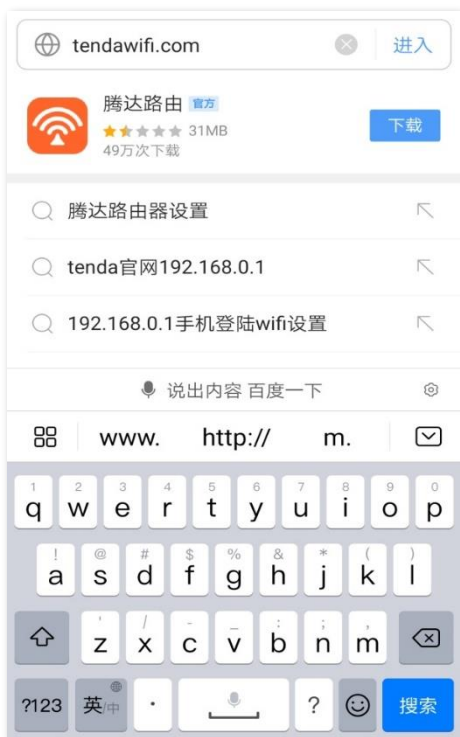 tendawifi.com 进入
腾达路由 官方
31MB
49万次下载
下载
腾达路由器设置
tenda官网192.168.0.1
192.168.0.1手机登陆wifi设置
说出内容 百度一下
www. http:// m.
1 2 3 4 5 6 7 8 9 0
q w e r t y u i o p
! @ # $ % & * ( )
a s d f g h j k l
' / - _ : ; ,
z x c v b n m
?123 英/中 · ? 搜索